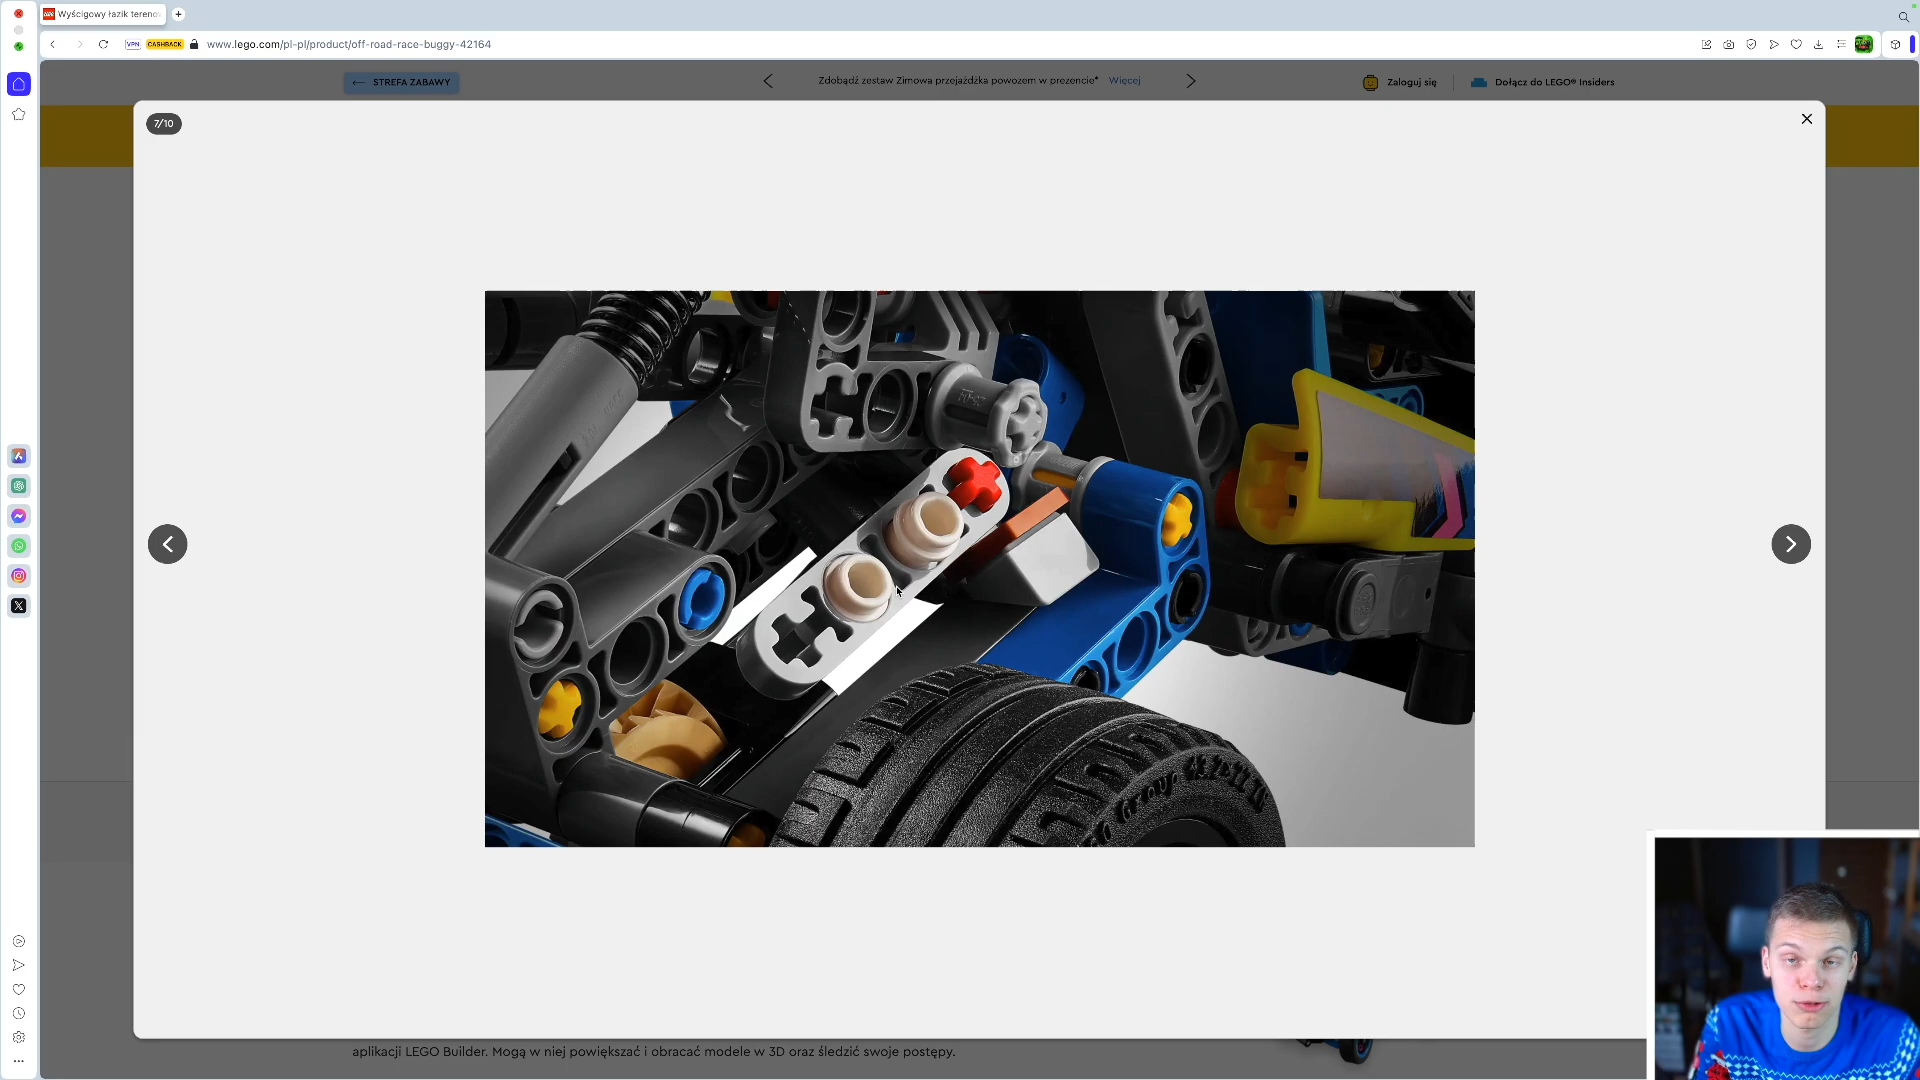 Wyścigowy łazik tereno
VPN
CASHBACK
www.lego.com/pl-pl/product/off-road-race-buggy-42164
STREFA ZABAWY
Zdobądź zestaw Zimowa przejażdżka powozem w prezencie* Więcej
Zaloguj się
Dołącz do LEGO® Insiders
7/10
aplikacji LEGO Builder. Mogą w niej powiększać i obracać modele w 3D oraz śledzić swoje postępy.